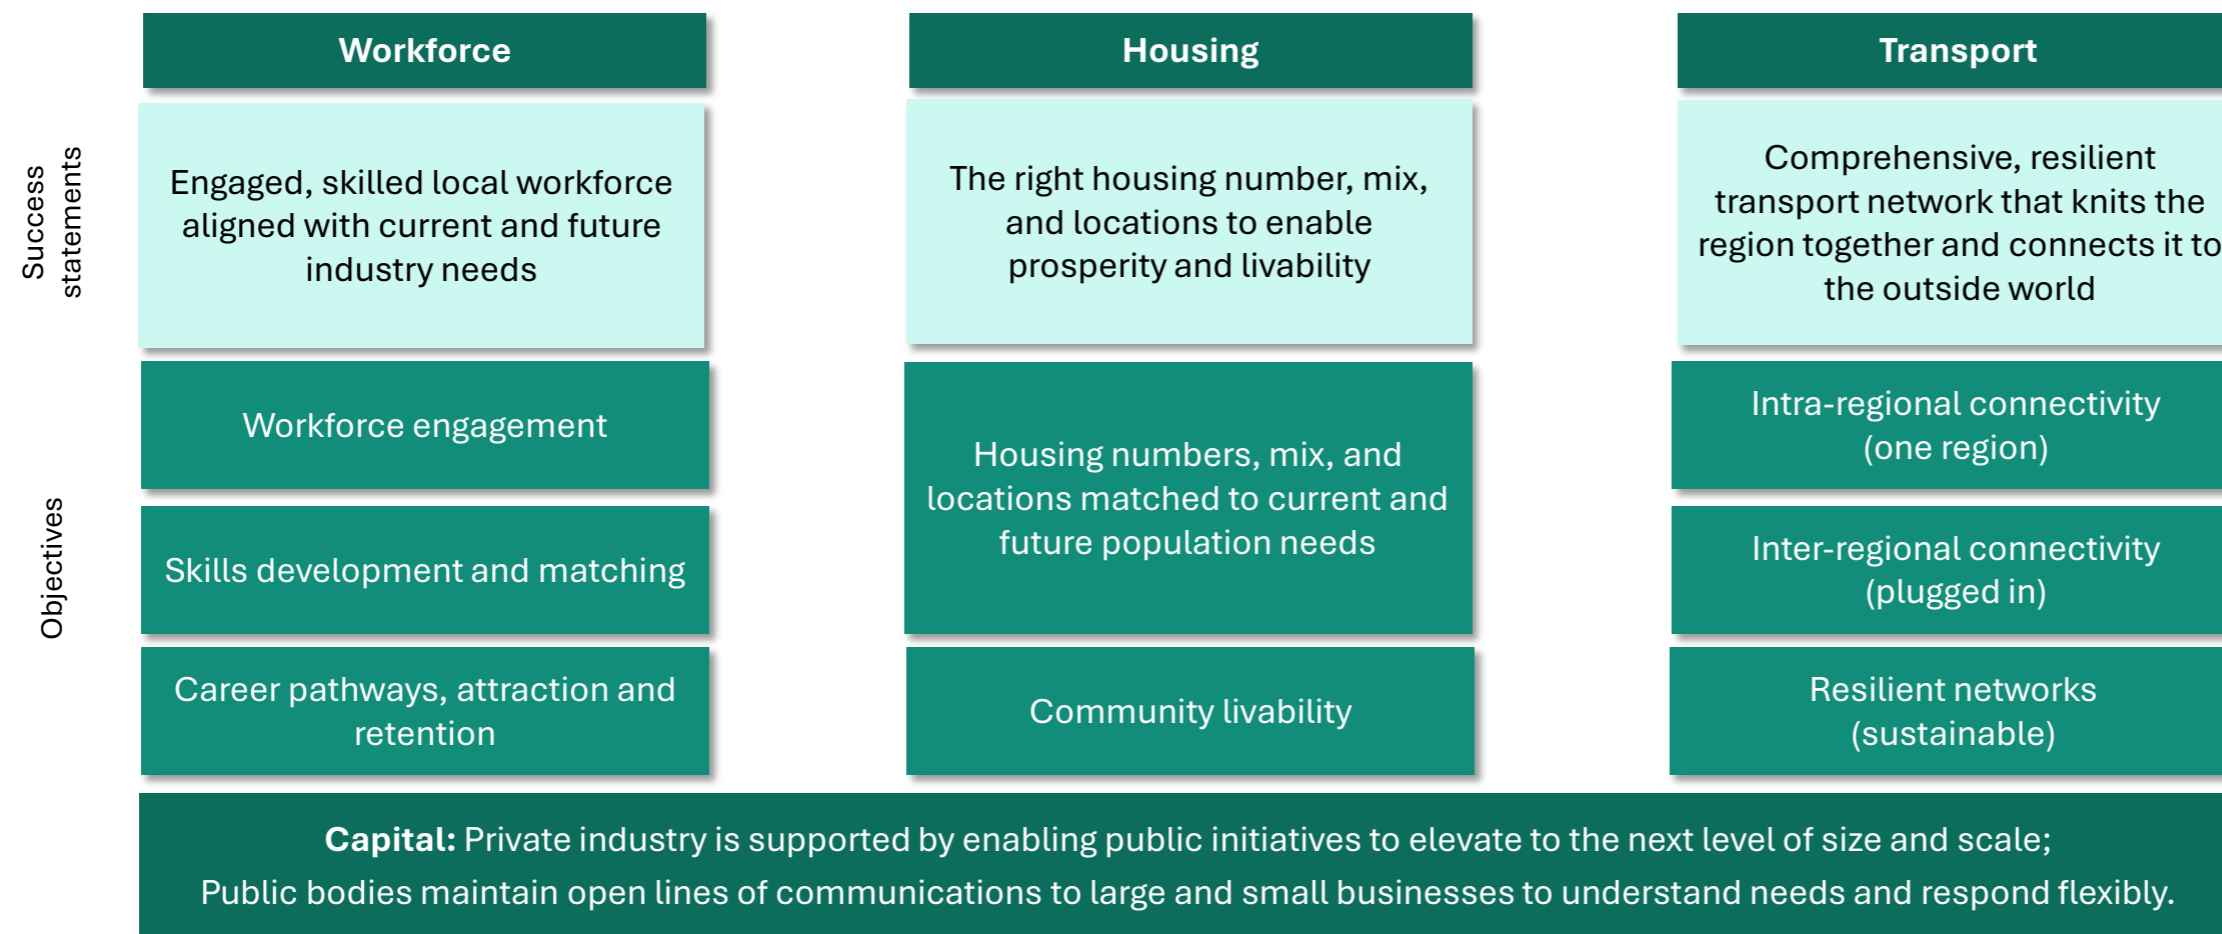 Workforce
Housing
Transport
Success
statements
Engaged, skilled local workforce
aligned with current and future
industry needs
The right housing number, mix,
and locations to enable
prosperity and livability
Comprehensive, resilient
transport network that knits the
region together and connects it to
the outside world
Objectives
Workforce engagement
Skills development and matching
Career pathways, attraction and
retention
Housing numbers, mix, and
locations matched to current and
future population needs
Community livability
Intra-regional connectivity
(one region)
Inter-regional connectivity
(plugged in)
Resilient networks
(sustainable)
Capital: Private industry is supported by enabling public initiatives to elevate to the next level of size and scale;
Public bodies maintain open lines of communications to large and small businesses to understand needs and respond flexibly.